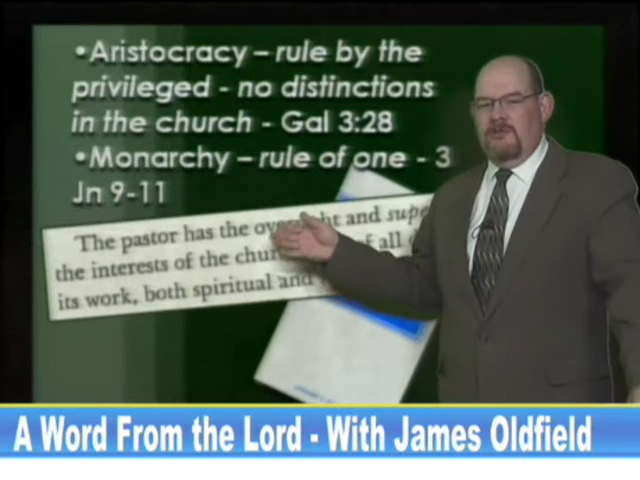 •Aristocracy – rule by the
privileged - no distinctions
in the church - Gal 3:28
•Monarchy – rule of one - 3
Jn 9-11
The pastor has the and
the interests of the all
its work, both spiritual and
A Word From the Lord - With James Oldfield